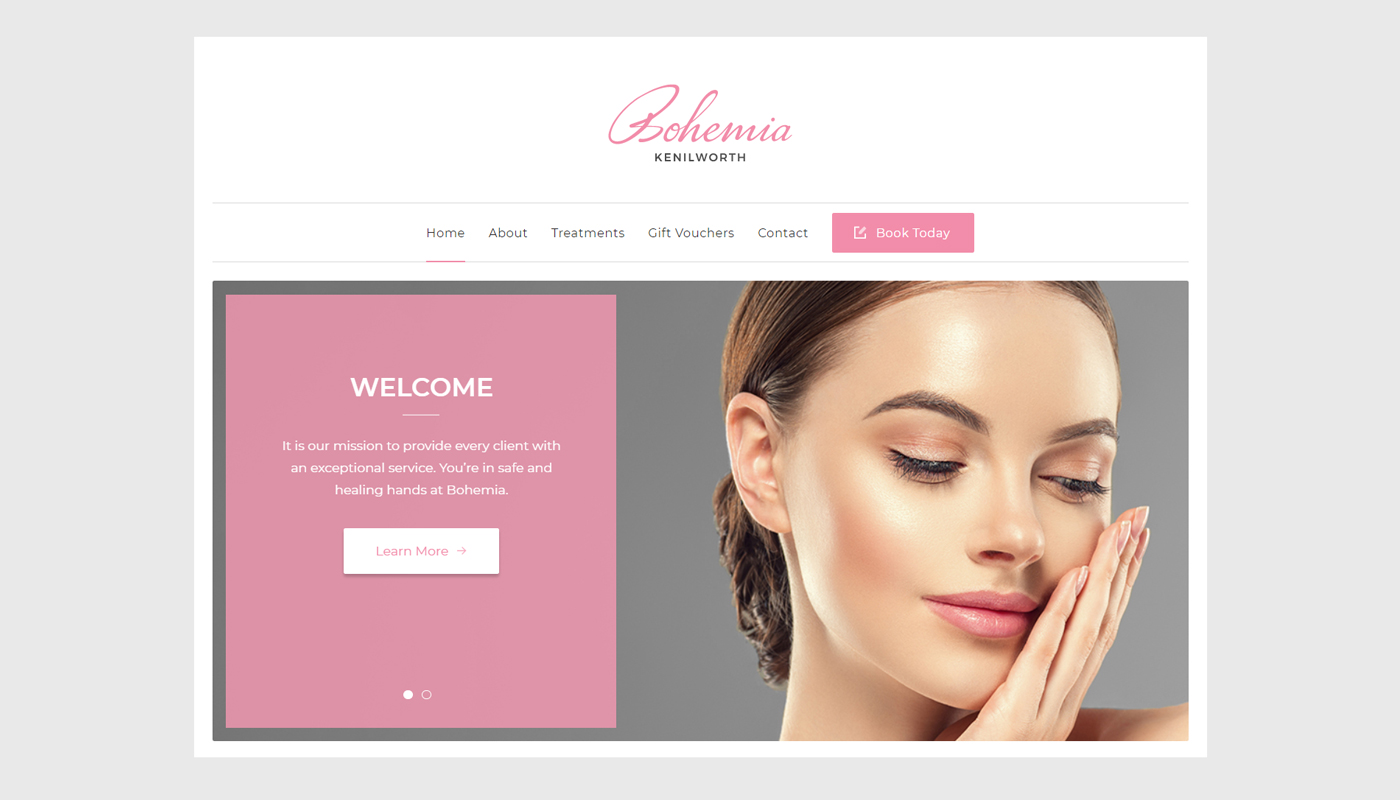 Bohemia
KENILWORTH
Home About Treatments Gift Vouchers Contact Book Today
WELCOME
It is our mission to provide every client with
an exceptional service. You’re in safe and
healing hands at Bohemia.
Learn More →